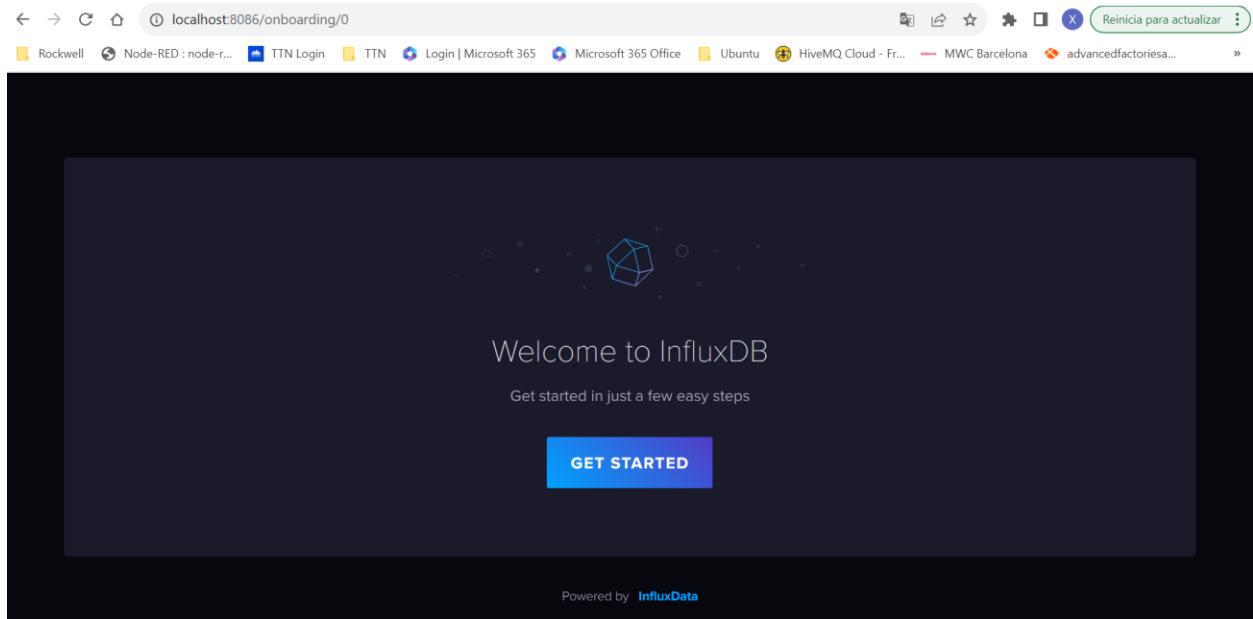 localhost:8086/onboarding/0 X Reinicia para actualizar
Rockwell Node-RED : node-r... TTN Login TTN Login | Microsoft 365 Microsoft 365 Office Ubuntu HiveMQ Cloud - Fr... MWC Barcelona advancedfactoriesa... »
Welcome to InfluxDB
Get started in just a few easy steps
GET STARTED
Powered by InfluxData